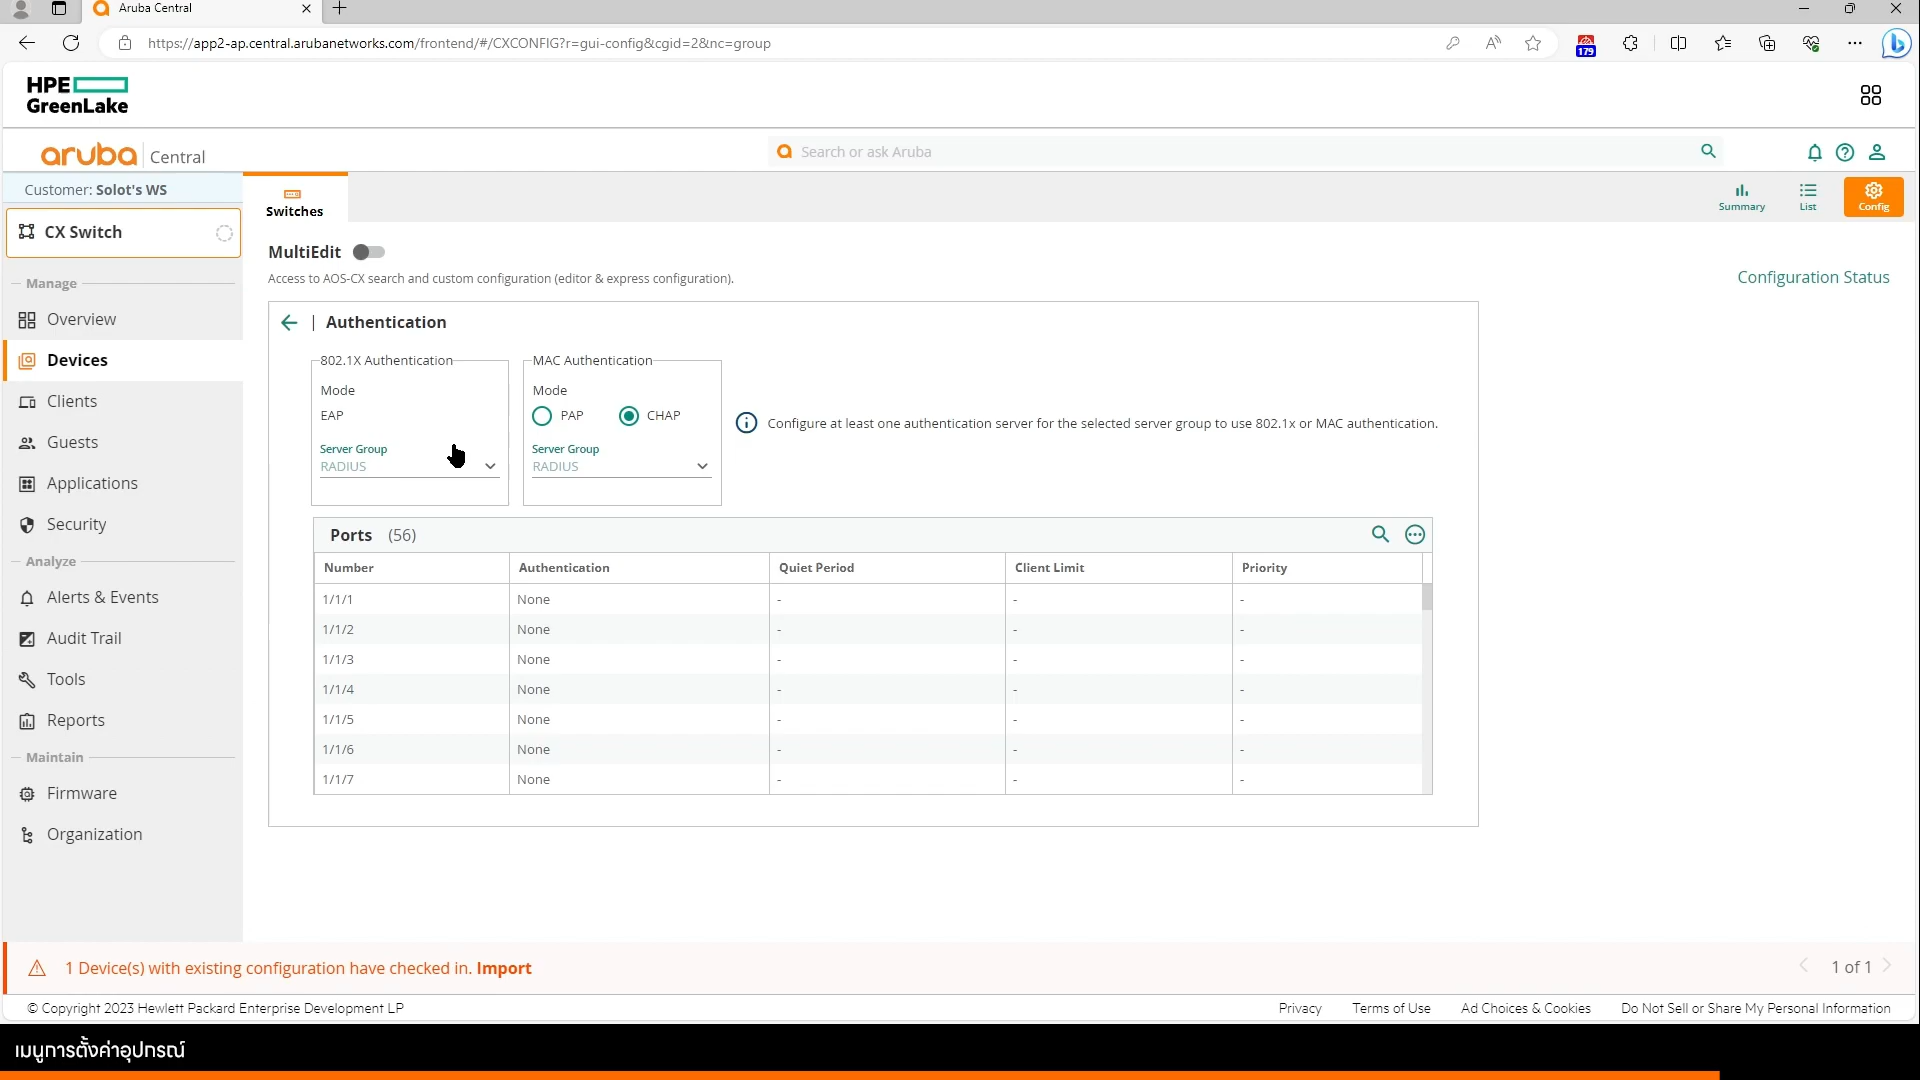 Aruba Central
https://app2-ap.central.arubanetworks.com/frontend/#/CXCONFIG?r=gui-config&cgid=2&nc=group
179
HPE
GreenLake
aruba Central
Search or ask Aruba
Customer: Solot's WS
Switches
Summary
List
Config
CX Switch
MultiEdit
Access to AOS-CX search and custom configuration (editor & express configuration).
Configuration Status
Manage
Overview
Devices
Clients
Guests
Applications
Security
Analyze
Alerts & Events
Audit Trail
Tools
Reports
Maintain
Firmware
Organization
| Authentication
802.1X Authentication
Mode
EAP
Server Group
RADIUS
MAC Authentication
Mode
PAP CHAP
Server Group
RADIUS
Configure at least one authentication server for the selected server group to use 802.1x or MAC authentication.
Ports (56)
Number Authentication Quiet Period Client Limit Priority
1/1/1 None - - -
1/1/2 None - - -
1/1/3 None - - -
1/1/4 None - - -
1/1/5 None - - -
1/1/6 None - - -
1/1/7 None - - -
1 Device(s) with existing configuration have checked in. Import
1 of 1
© Copyright 2023 Hewlett Packard Enterprise Development LP
Privacy Terms of Use Ad Choices & Cookies Do Not Sell or Share My Personal Information
เมนูการตั้งค่าอุปกรณ์